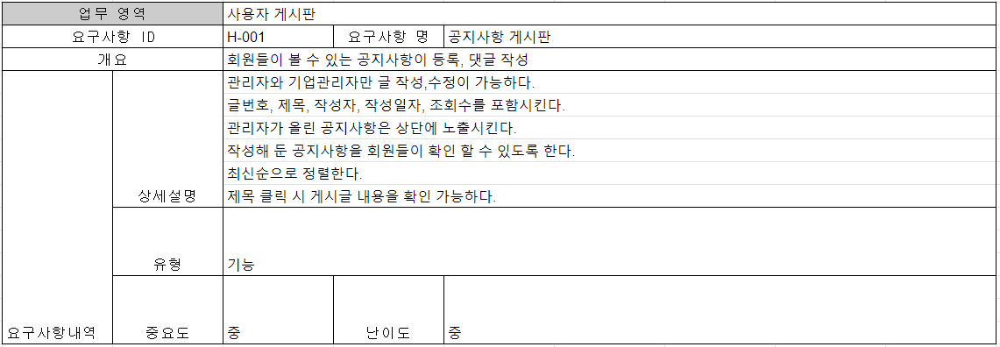 업무 영역 사용자 게시판
요구사항 ID H-001 요구사항 명 공지사항 게시판
개요 회원들이 볼 수 있는 공지사항이 등록, 댓글 작성
관리자와 기업관리자만 글 작성,수정이 가능하다.
글번호, 제목, 작성자, 작성일자, 조회수를 포함시킨다.
관리자가 올린 공지사항은 상단에 노출시킨다.
작성해 둔 공지사항을 회원들이 확인 할 수 있도록 한다.
최신순으로 정렬한다.
상세설명 제목 클릭 시 게시글 내용을 확인 가능하다.
유형 기능
요구사항내역 중요도 중 난이도 중